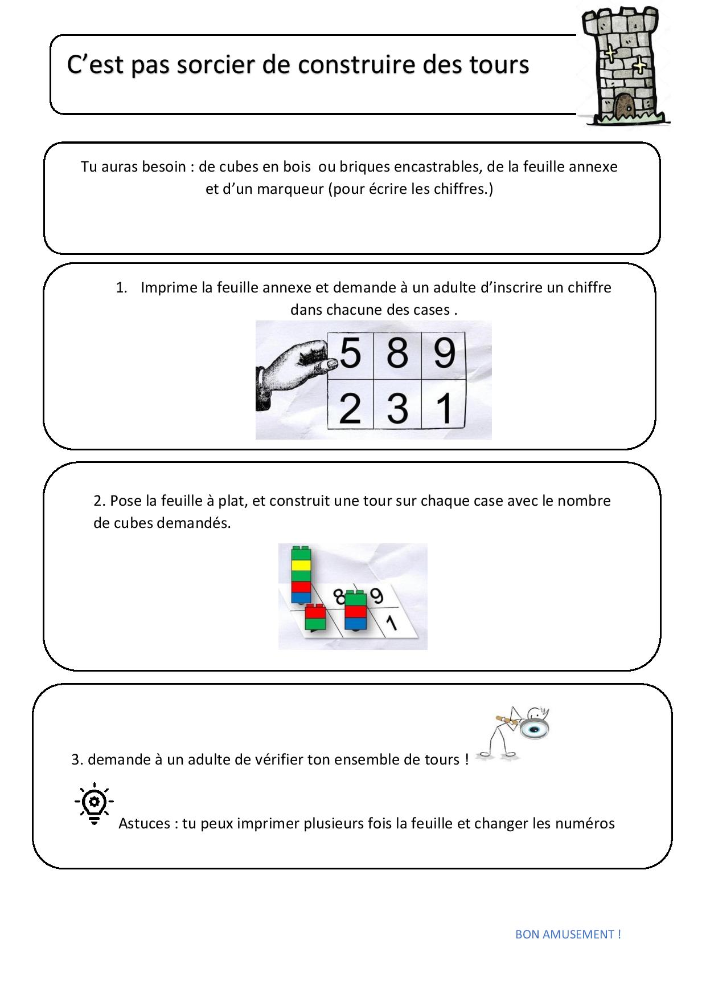 C’est pas sorcier de construire des tours
Tu auras besoin : de cubes en bois  ou briques encastrables, de la feuille annexe
et d’un marqueur (pour écrire les chiffres.)
1. Imprime la feuille annexe et demande à un adulte d’inscrire un chiffre
dans chacune des cases .
5 8 9
2 3 1
2. Pose la feuille à plat, et construit une tour sur chaque case avec le nombre
de cubes demandés.
8 9
1
3. demande à un adulte de vérifier ton ensemble de tours !
Astuces : tu peux imprimer plusieurs fois la feuille et changer les numéros
BON AMUSEMENT !